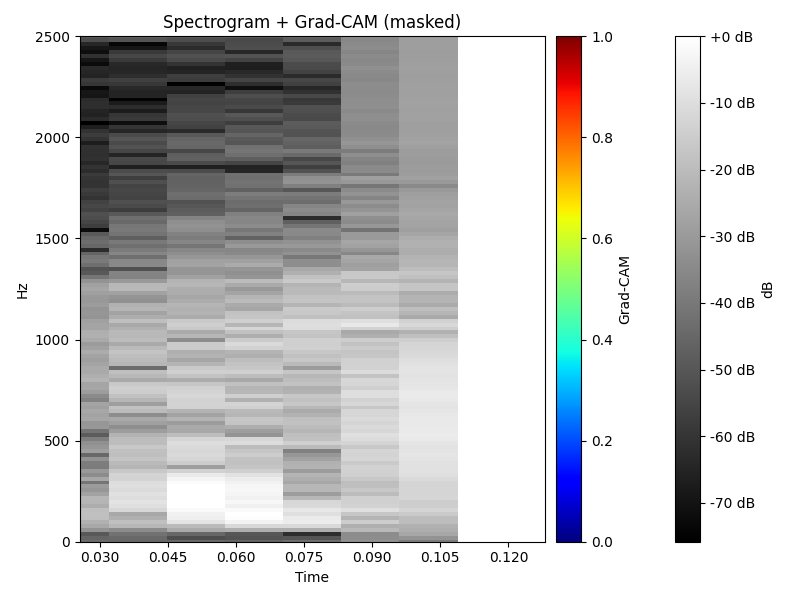 Spectrogram + Grad-CAM (masked)
2500
2000
1500
1000
500
0
Hz
0.030
0.045
0.060
0.075
0.090
0.105
0.120
Time
1.0
0.8
0.6
0.4
0.2
0.0
Grad-CAM
+0 dB
-10 dB
-20 dB
-30 dB
-40 dB
-50 dB
-60 dB
-70 dB
dB